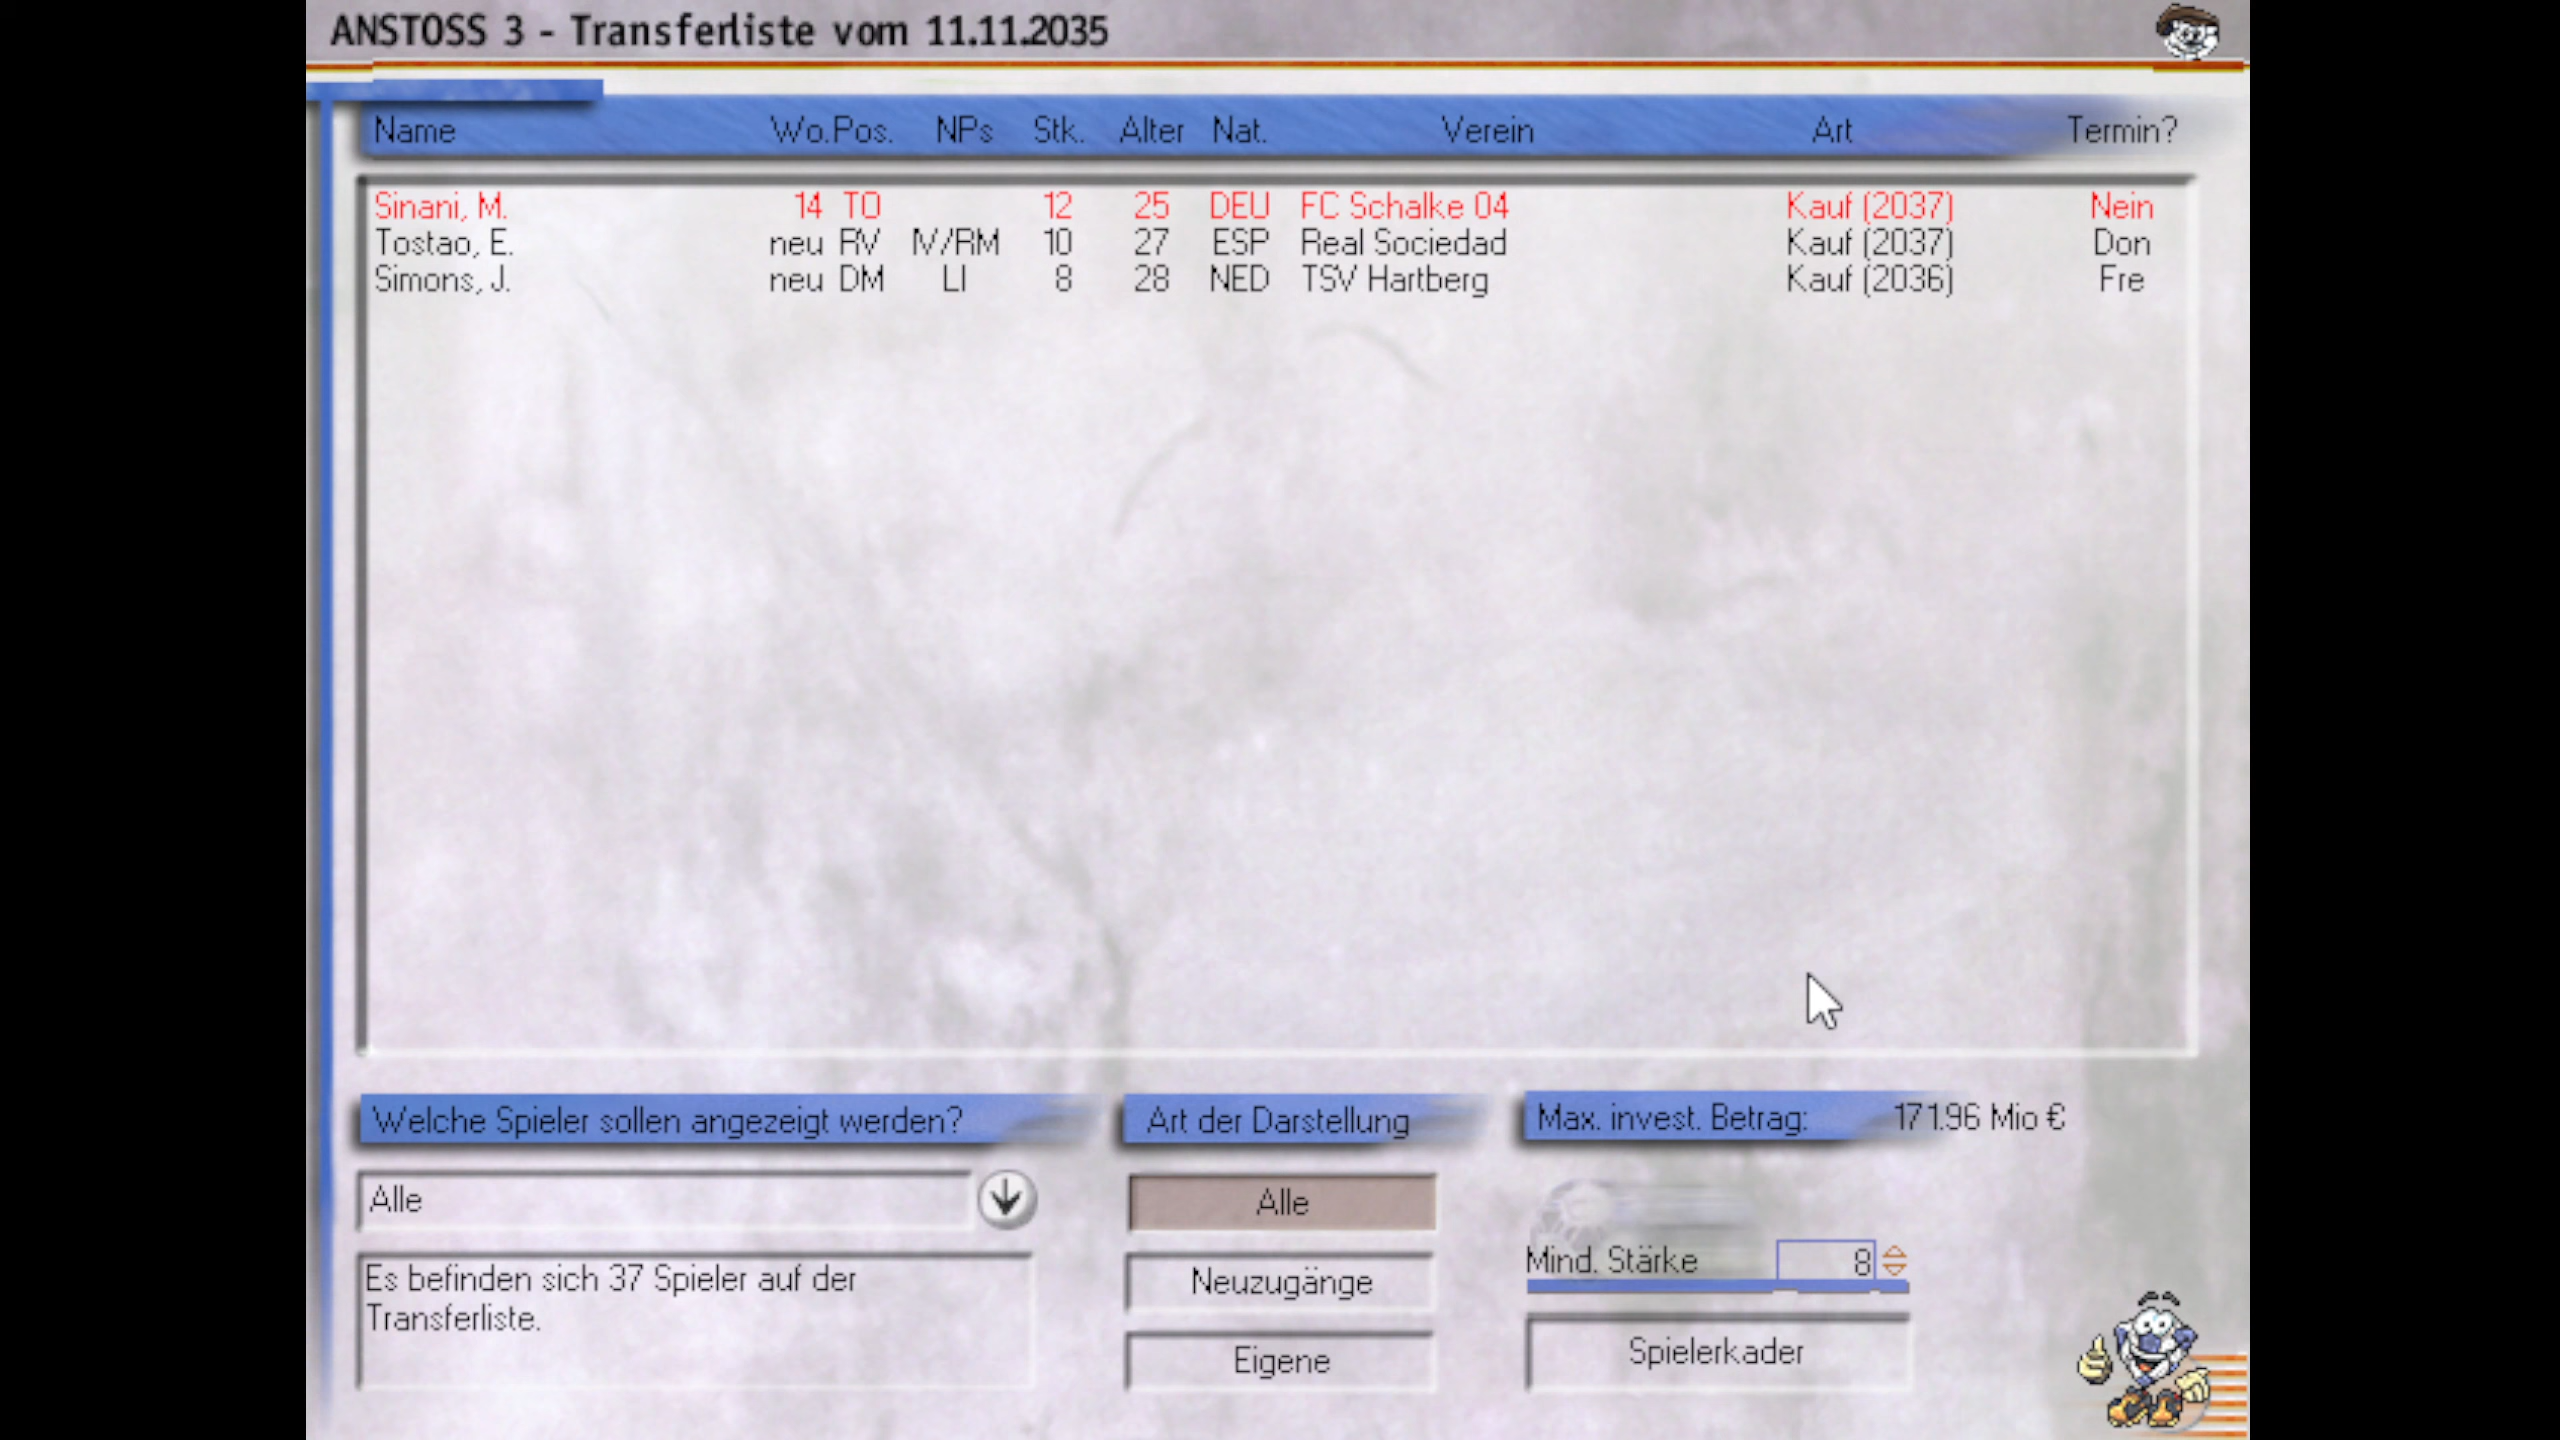 ANSTOSS 3 - Transferliste vom 11.11.2035
Name Wo. Pos. NPs Stk. Alter Nat. Verein Art Termin?
Sinani, M. 14 TO 12 25 DEU FC Schalke 04 Kauf (2037) Nein
Tostao, E. neu RV IV/RM 10 27 ESP Real Sociedad Kauf (2037) Don
Simons, J. neu DM LI 8 28 NED TSV Hartberg Kauf (2036) Fre
Welche Spieler sollen angezeigt werden? Art der Darstellung Max. invest. Betrag: 171.96 Mio €
Alle Alle
Es befinden sich 37 Spieler auf der
Transferliste.
Neuzugänge
Mind. Stärke 8
Eigene
Spielerkader